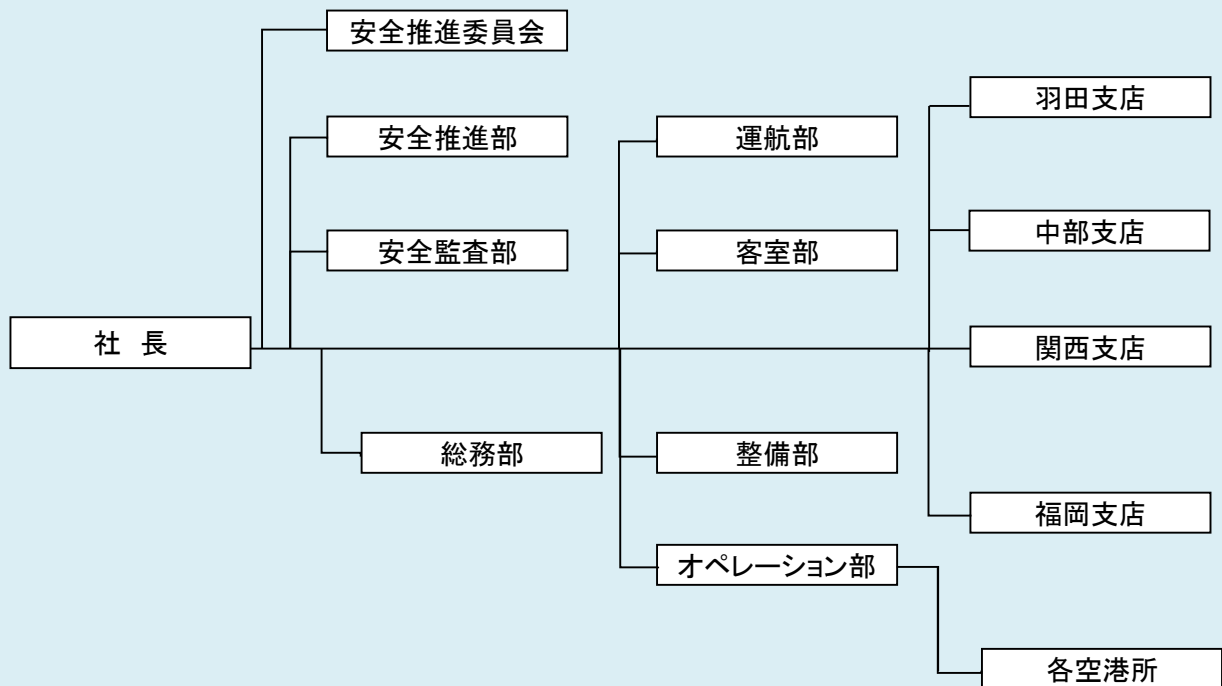 安全推進委員会
羽田支店
安全推進部
運航部
中部支店
安全監査部
客室部
社 長
関西支店
総務部
整備部
福岡支店
オペレーション部
各空港所